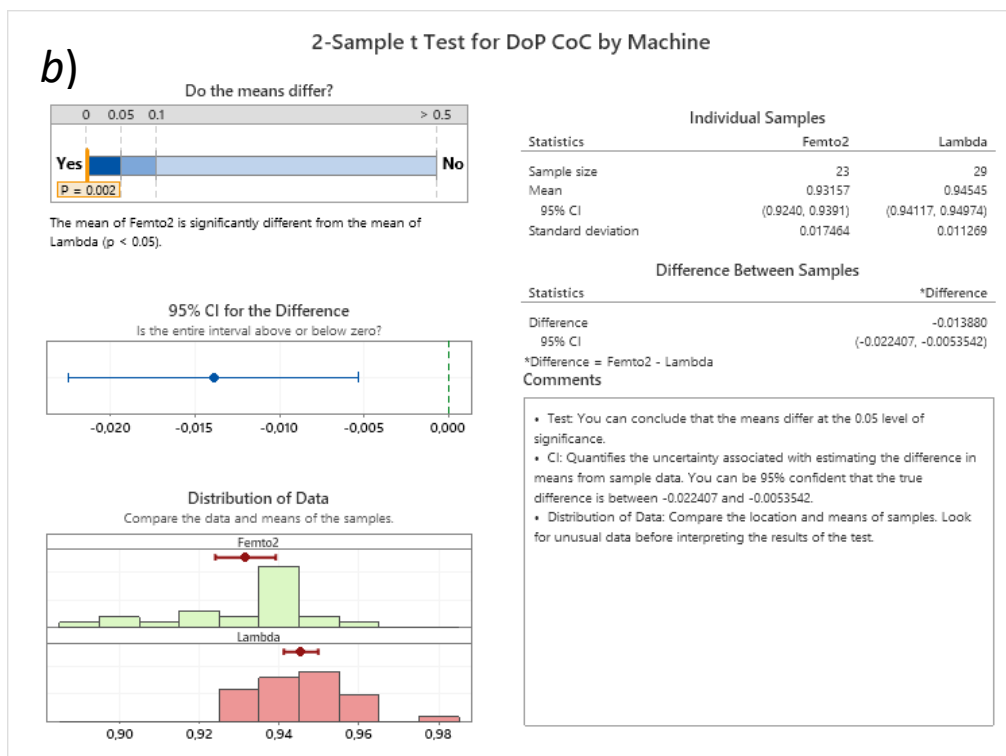 2-Sample t Test for DoP CoC by Machine
b)
Do the means differ?
0 0.05 0.1 > 0.5
Yes No
P = 0.002
The mean of Femto2 is significantly different from the mean of
Lambda (p < 0.05).
95% CI for the Difference
Is the entire interval above or below zero?
-0,020 -0,015 -0,010 -0,005 0,000
Distribution of Data
Compare the data and means of the samples.
Femto2
Lambda
0,90 0,92 0,94 0,96 0,98
Individual Samples
Statistics Femto2 Lambda
Sample size 23 29
Mean 0.93157 0.94545
95% CI (0.9240, 0.9391) (0.94117, 0.94974)
Standard deviation 0.017464 0.011269
Difference Between Samples
Statistics *Difference
Difference -0.013880
95% CI (-0.022407, -0.0053542)
*Difference = Femto2 - Lambda
Comments
• Test: You can conclude that the means differ at the 0.05 level of
significance.
• CI: Quantifies the uncertainty associated with estimating the difference in
means from sample data. You can be 95% confident that the true
difference is between -0.022407 and -0.0053542.
• Distribution of Data: Compare the location and means of samples. Look
for unusual data before interpreting the results of the test.